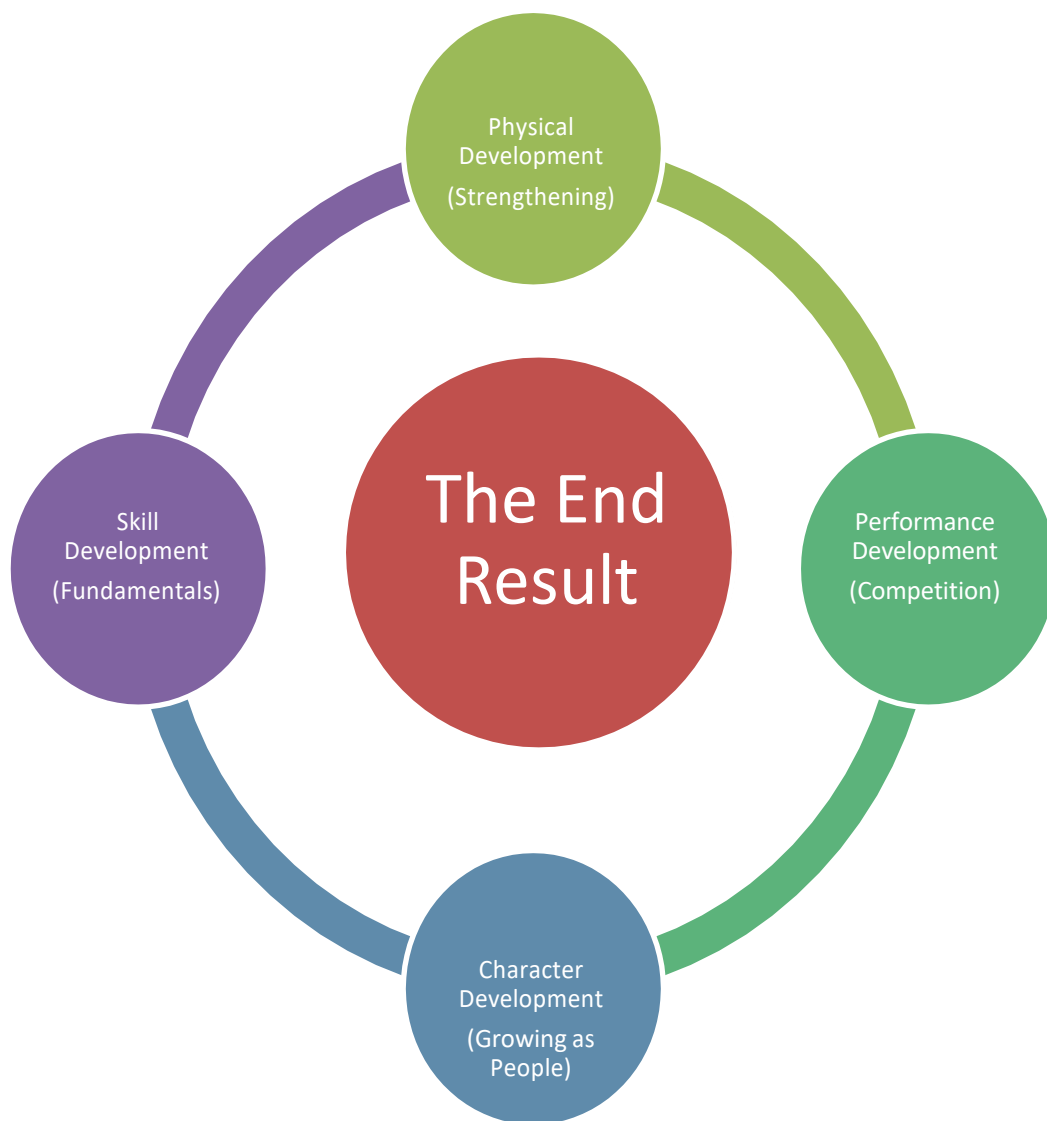 Physical
Development
(Strengthening)
The End
Result
Skill
Development
(Fundamentals)
Performance
Development
(Competition)
Character
Development
(Growing as
People)